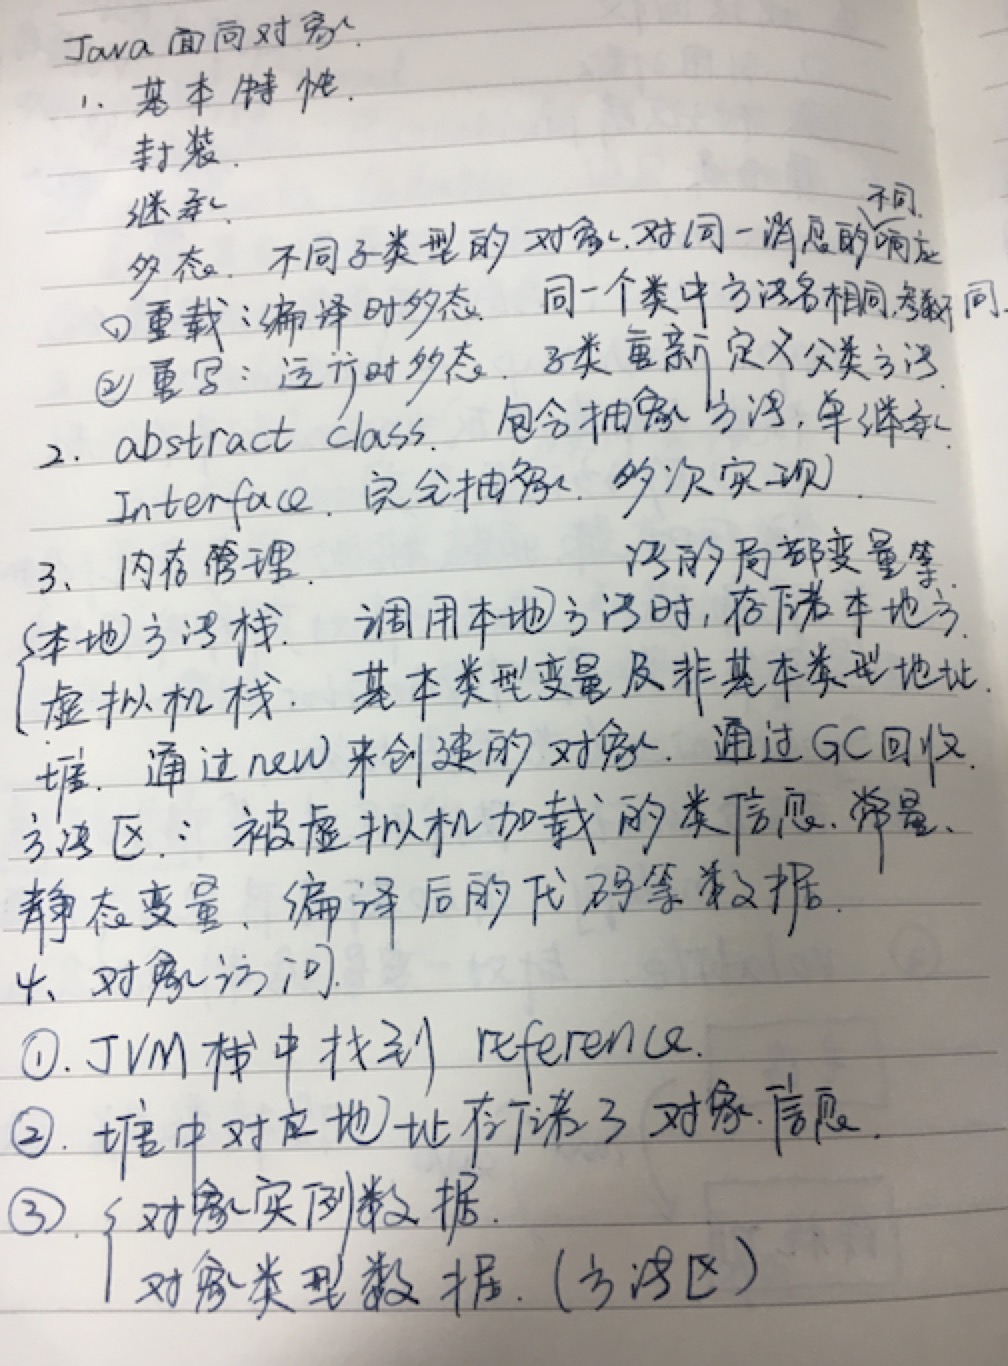 Java面向对象.
1. 基本特性.
封装.
继承.
多态. 不同子类型的对象.对同一消息的不同响应
①重载:编译时多态. 同一个类中方法名相同.参数不同.
②重写:运行时多态. 子类重新定义父类方法.
2. abstract class. 包含抽象方法,单继承.
Interface. 完全抽象. 多次实现.
3、内存管理.
(本地)方法栈. 调用本地方法时,存储本地方
法的局部变量等.
虚拟机栈. 基本类型变量及非基本类型地址.
堆. 通过new来创建的对象. 通过GC回收.
方法区: 被虚拟机加载的类信息、常量、
静态变量、编译后的代码等数据.
4、对象访问.
①.JVM栈中找到 reference.
②. 堆中对应地址存储了对象信息.
③.{对象实例数据.
对象类型数据.(方法区)